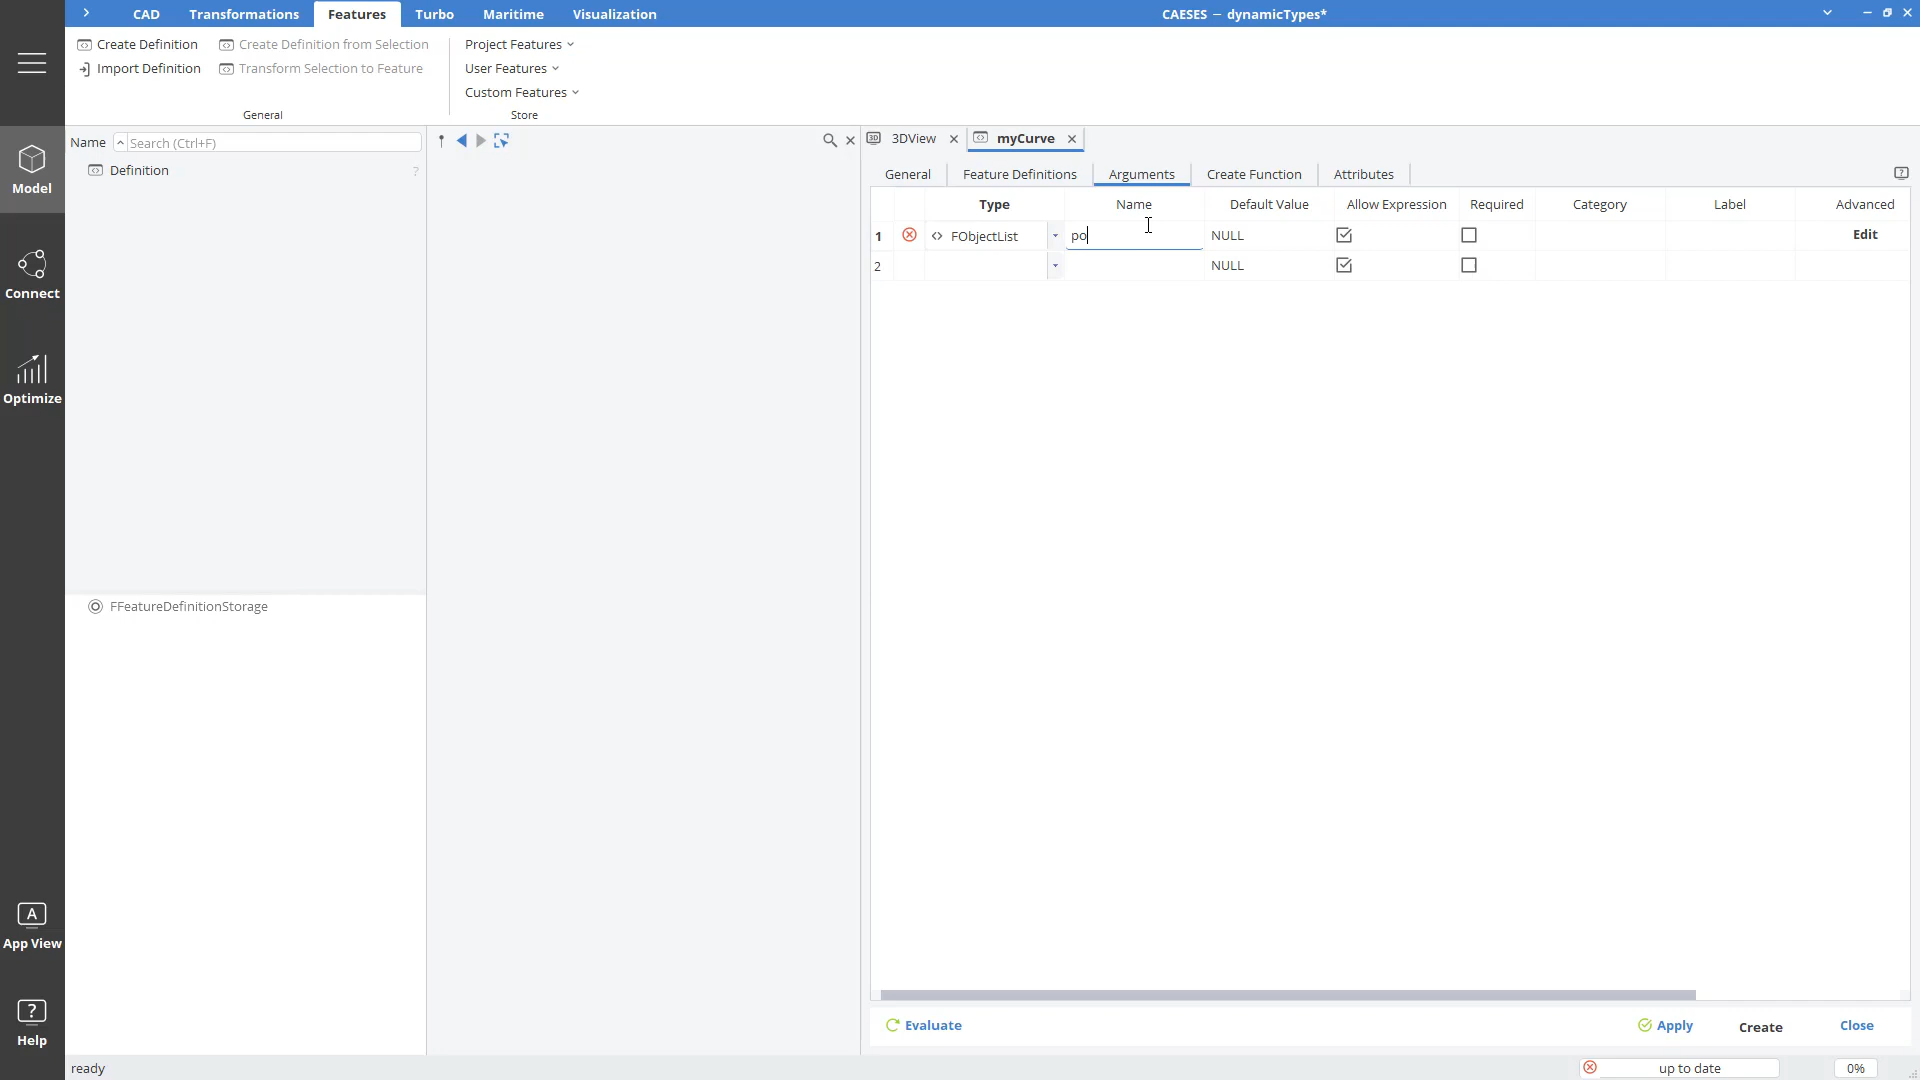 CAD Transformations Features Turbo Maritime Visualization CAESES – dynamicTypes*
Create Definition Create Definition from Selection Project Features
Import Definition Transform Selection to Feature User Features
Custom Features
General Store
Model
Connect
Optimize
A
App View
?
Help
Name Search (Ctrl+F)
Definition ?
FFeatureDefinitionStorage
3D 3DView myCurve
General Feature Definitions Arguments Create Function Attributes ?
Type Name Default Value Allow Expression Required Category Label Advanced
1 FObjectList po NULL Edit
2 NULL
Evaluate Apply Create Close
ready up to date 0%